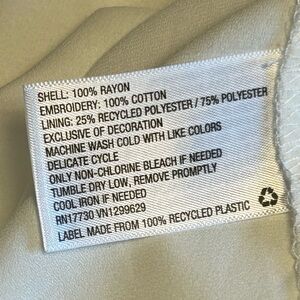 SHELL: 100% RAYON
EMBROIDERY: 100% COTTON
LINING: 25% RECYCLED POLYESTER / 75% POLYESTER
EXCLUSIVE OF DECORATION
MACHINE WASH COLD WITH LIKE COLORS
DELICATE CYCLE
ONLY NON-CHLORINE BLEACH IF NEEDED
TUMBLE DRY LOW, REMOVE PROMPTLY
COOL IRON IF NEEDED
RN17730 VN1299629
LABEL MADE FROM 100% RECYCLED PLASTIC